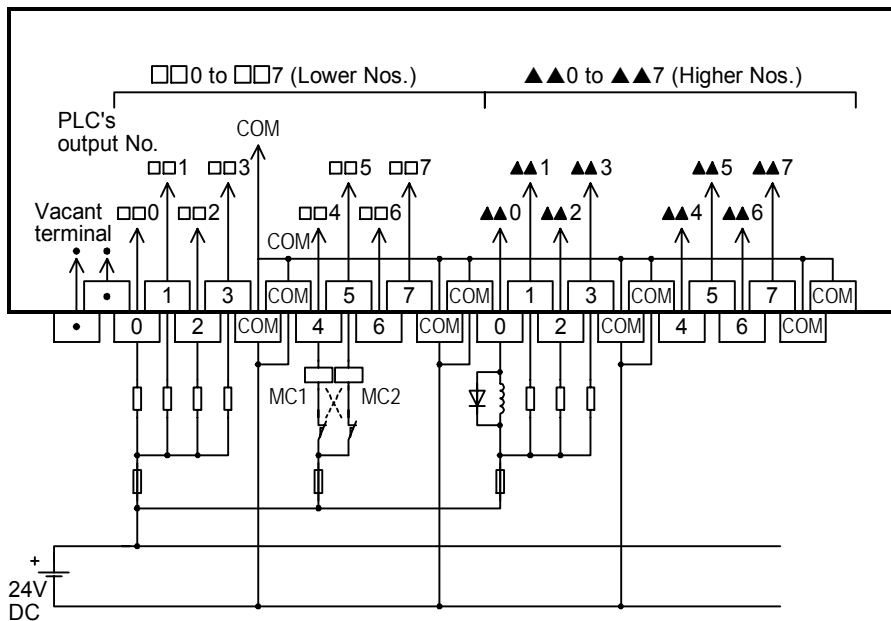 □□0 to □□7 (Lower Nos.) ▲▲0 to ▲▲7 (Higher Nos.)
PLC's
output No.
COM
□□1 □□3 □□5 □□7 ▲▲1 ▲▲3 ▲▲5 ▲▲7
Vacant
terminal
□□0 □□2 □□4 □□6 ▲▲0 ▲▲2 ▲▲4 ▲▲6
COM
• •
• 1 3 COM 5 7 COM 1 3 COM 5 7 COM
• 0 2 COM 4 6 COM 0 2 COM 4 6 COM
MC1 MC2
+
24V
DC